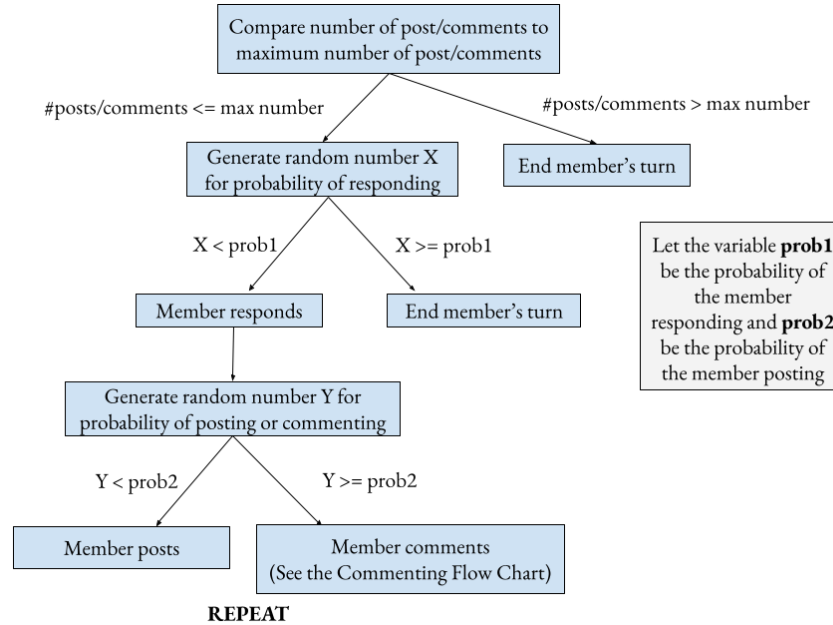 Compare number of post/comments to
maximum number of post/comments
#posts/comments <= max number
#posts/comments > max number
Generate random number X
for probability of responding
End member's turn
X < prob1
X >= prob1
Let the variable prob1
be the probability of
the member
responding and prob2
be the probability of
the member posting
Member responds
End member's turn
Generate random number Y for
probability of posting or commenting
Y < prob2
Y >= prob2
Member posts
Member comments
(See the Commenting Flow Chart)
REPEAT